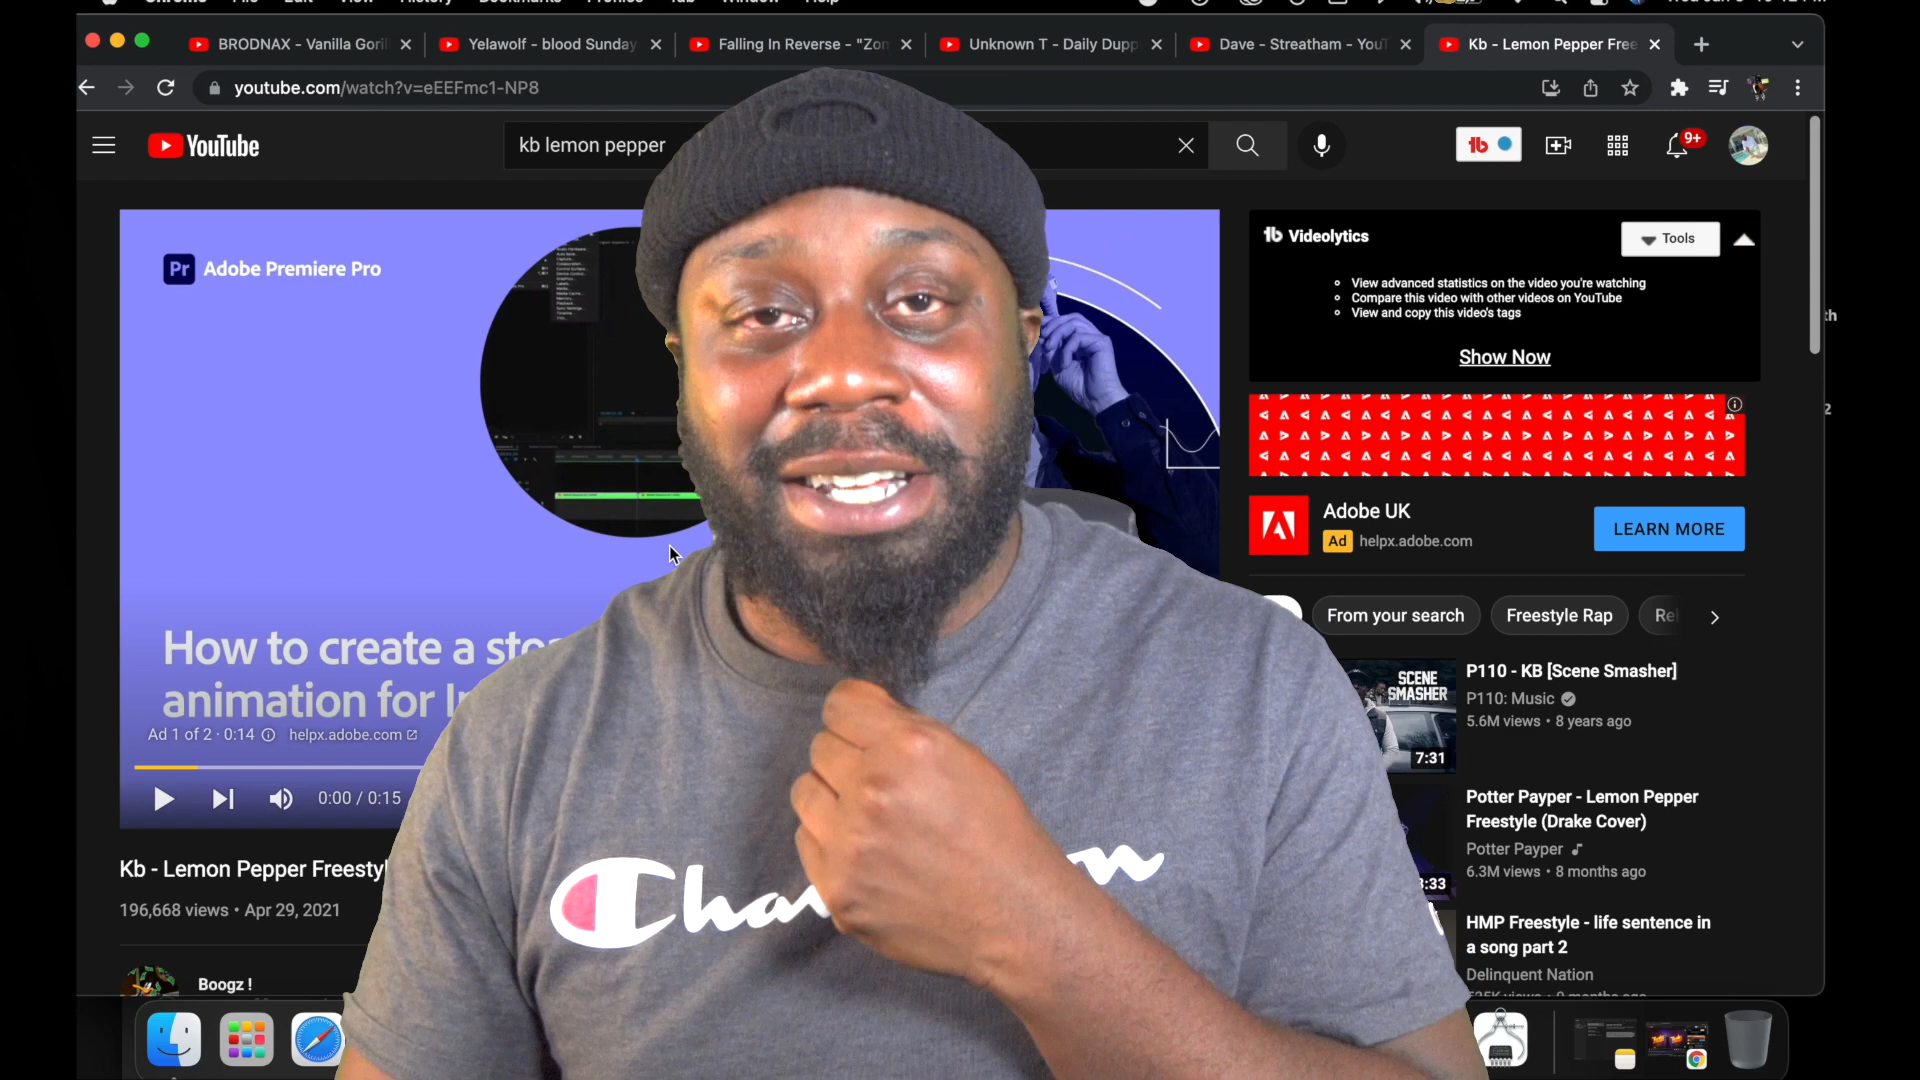 BRODNAX - Vanilla Goril
Yelawolf - blood Sunday
Falling In Reverse - "Zon
Unknown T - Daily Dupp
Dave - Streatham - YouT
Kb - Lemon Pepper Free
youtube.com/watch?v=eEEFmc1-NP8
YouTube
kb lemon pepper
9+
Pr Adobe Premiere Pro
How to create a sto
animation for I
Ad 1 of 2 · 0:14 helpx.adobe.com
0:00 / 0:15
Kb - Lemon Pepper Freestyl
196,668 views • Apr 29, 2021
Boogz !
Champion
Videolytics
Tools
View advanced statistics on the video you're watching
Compare this video with other videos on YouTube
View and copy this video's tags
Show Now
Adobe UK
Ad helpx.adobe.com
LEARN MORE
From your search
Freestyle Rap
Rel
SCENE
SMASHER
7:31
P110 - KB [Scene Smasher]
P110: Music
5.6M views • 8 years ago
3:33
Potter Payper - Lemon Pepper
Freestyle (Drake Cover)
Potter Payper
6.3M views • 8 months ago
HMP Freestyle - life sentence in
a song part 2
Delinquent Nation